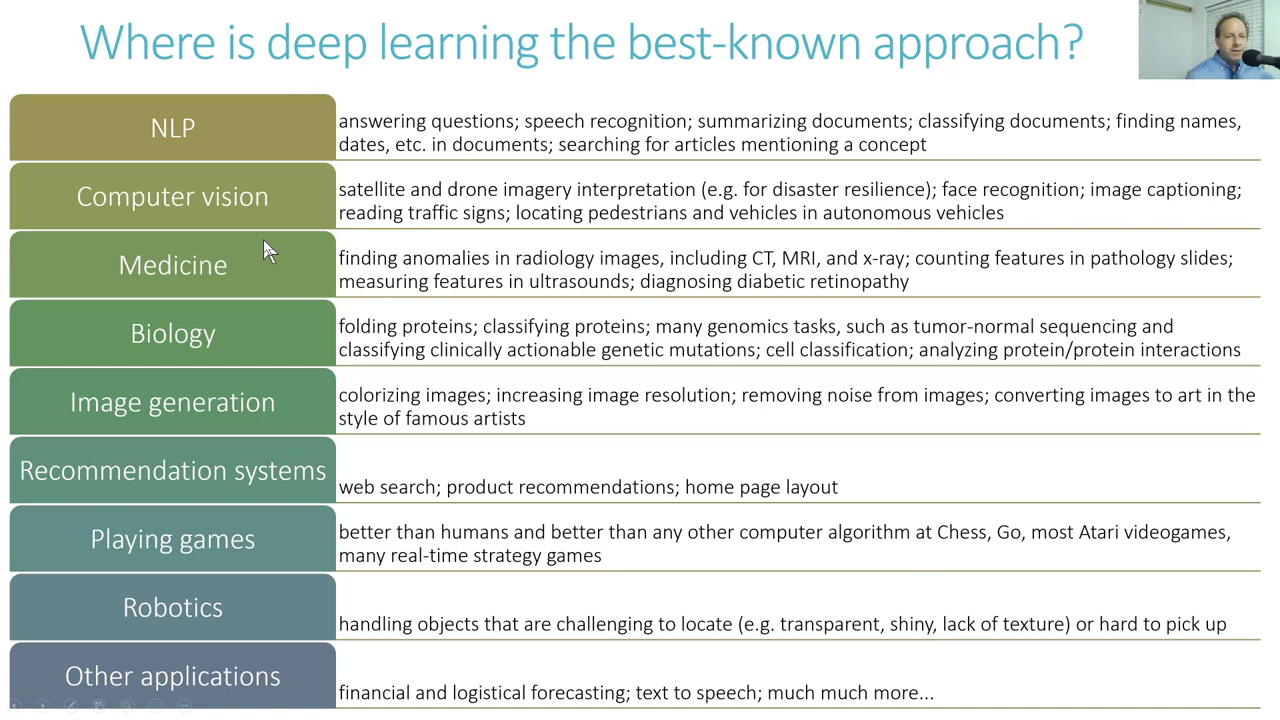 Where is deep learning the best-known approach?
NLP
answering questions; speech recognition; summarizing documents; classifying documents; finding names,
dates, etc. in documents; searching for articles mentioning a concept
Computer vision
satellite and drone imagery interpretation (e.g. for disaster resilience); face recognition; image captioning;
reading traffic signs; locating pedestrians and vehicles in autonomous vehicles
Medicine
finding anomalies in radiology images, including CT, MRI, and x-ray; counting features in pathology slides;
measuring features in ultrasounds; diagnosing diabetic retinopathy
Biology
folding proteins; classifying proteins; many genomics tasks, such as tumor-normal sequencing and
classifying clinically actionable genetic mutations; cell classification; analyzing protein/protein interactions
Image generation
colorizing images; increasing image resolution; removing noise from images; converting images to art in the
style of famous artists
Recommendation systems
web search; product recommendations; home page layout
Playing games
better than humans and better than any other computer algorithm at Chess, Go, most Atari videogames,
many real-time strategy games
Robotics
handling objects that are challenging to locate (e.g. transparent, shiny, lack of texture) or hard to pick up
Other applications
financial and logistical forecasting; text to speech; much much more...